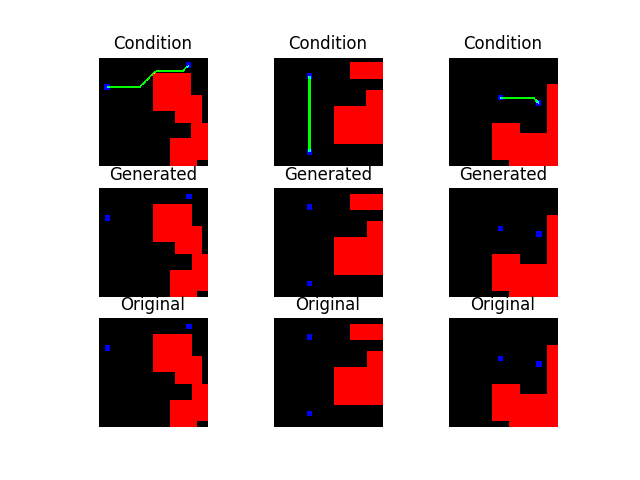 Condition Condition Condition
Generated Generated Generated
Original Original Original